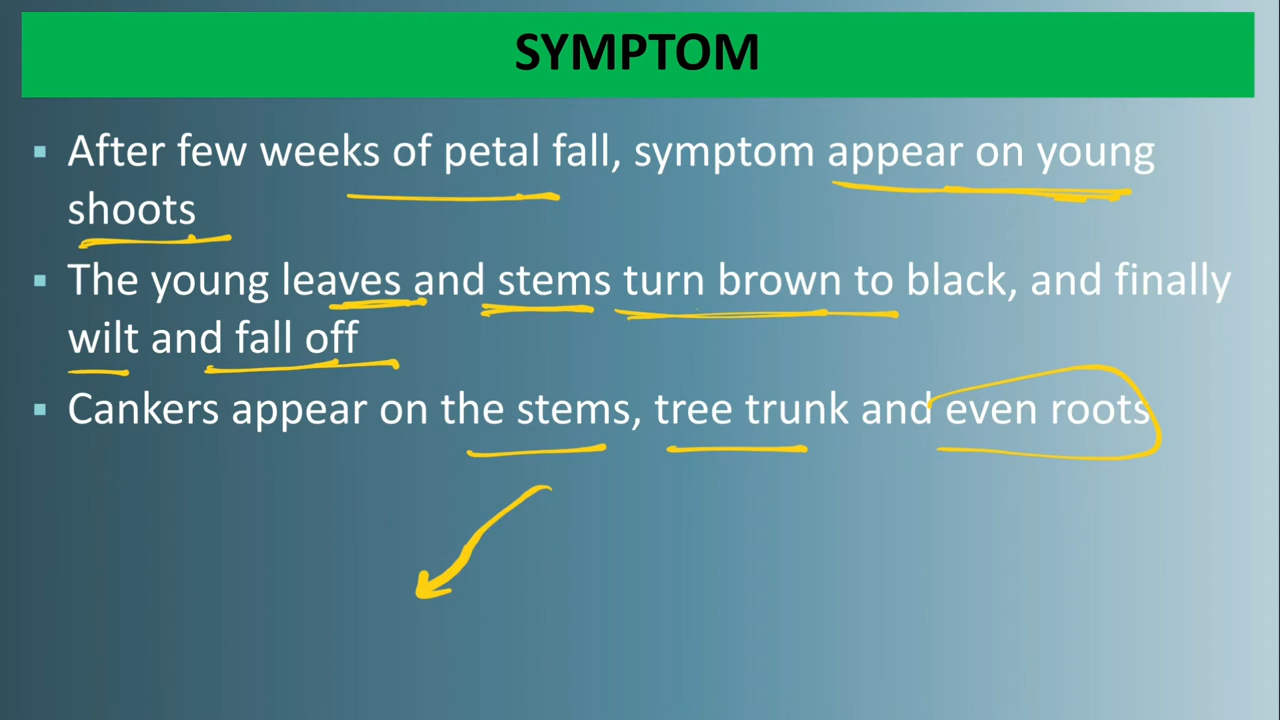 SYMPTOM
▪ After few weeks of petal fall, symptom appear on young
shoots
▪ The young leaves and stems turn brown to black, and finally
wilt and fall off
▪ Cankers appear on the stems, tree trunk and even roots